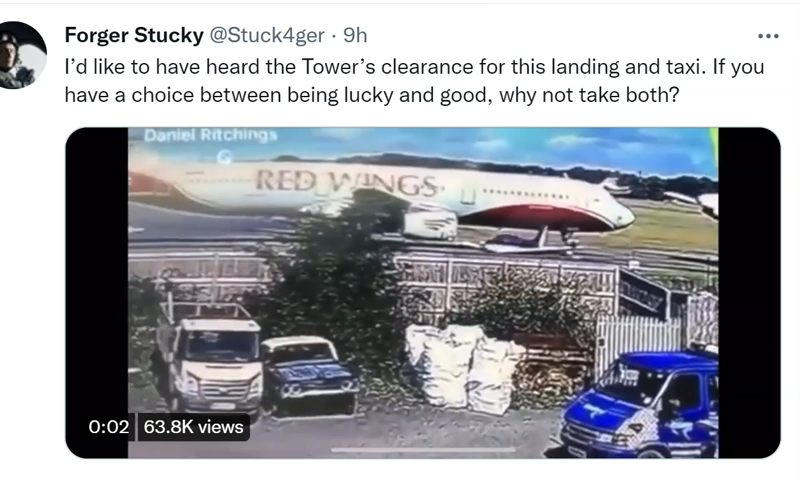 Forger Stucky @Stuck4ger · 9h
I’d like to have heard the Tower’s clearance for this landing and taxi. If you
have a choice between being lucky and good, why not take both?
Daniel Ritchings
RED WINGS
0:02 63.8K views